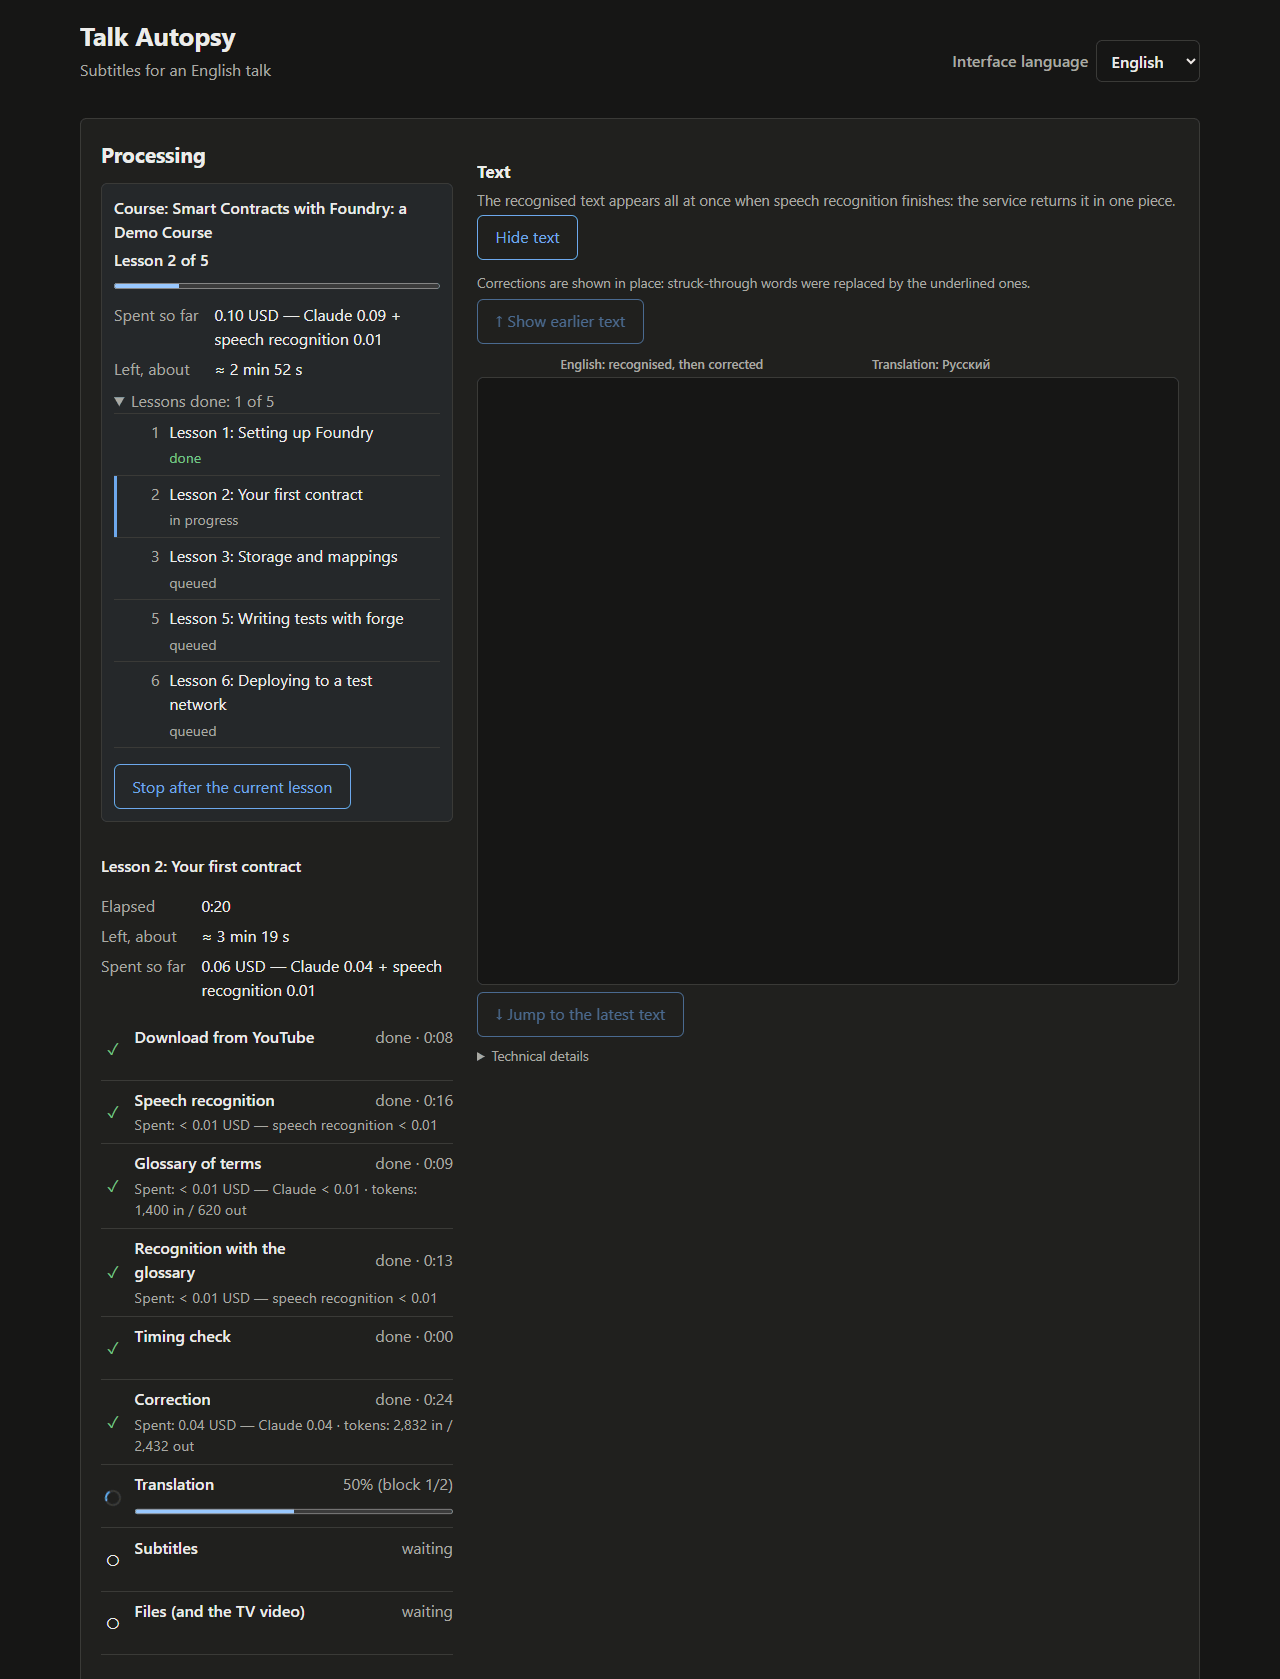 Talk Autopsy
Subtitles for an English talk
Interface language
English
Processing
Course: Smart Contracts with Foundry: a
Demo Course
Lesson 2 of 5
Spent so far 0.10 USD — Claude 0.09 +
speech recognition 0.01
Left, about ≈ 2 min 52 s
▼ Lessons done: 1 of 5
1 Lesson 1: Setting up Foundry
done
2 Lesson 2: Your first contract
in progress
3 Lesson 3: Storage and mappings
queued
5 Lesson 5: Writing tests with forge
queued
6 Lesson 6: Deploying to a test
network
queued
Stop after the current lesson
Lesson 2: Your first contract
Elapsed 0:20
Left, about ≈ 3 min 19 s
Spent so far 0.06 USD — Claude 0.04 + speech
recognition 0.01
✓ Download from YouTube done · 0:08
✓ Speech recognition done · 0:16
Spent: < 0.01 USD — speech recognition < 0.01
✓ Glossary of terms done · 0:09
Spent: < 0.01 USD — Claude < 0.01 · tokens:
1,400 in / 620 out
✓ Recognition with the
glossary done · 0:13
Spent: < 0.01 USD — speech recognition < 0.01
✓ Timing check done · 0:00
✓ Correction done · 0:24
Spent: 0.04 USD — Claude 0.04 · tokens: 2,832 in /
2,432 out
Translation 50% (block 1/2)
Subtitles waiting
Files (and the TV video) waiting
Text
The recognised text appears all at once when speech recognition finishes: the service returns it in one piece.
Hide text
Corrections are shown in place: struck-through words were replaced by the underlined ones.
↑ Show earlier text
English: recognised, then corrected
Translation: Русский
↓ Jump to the latest text
▶ Technical details